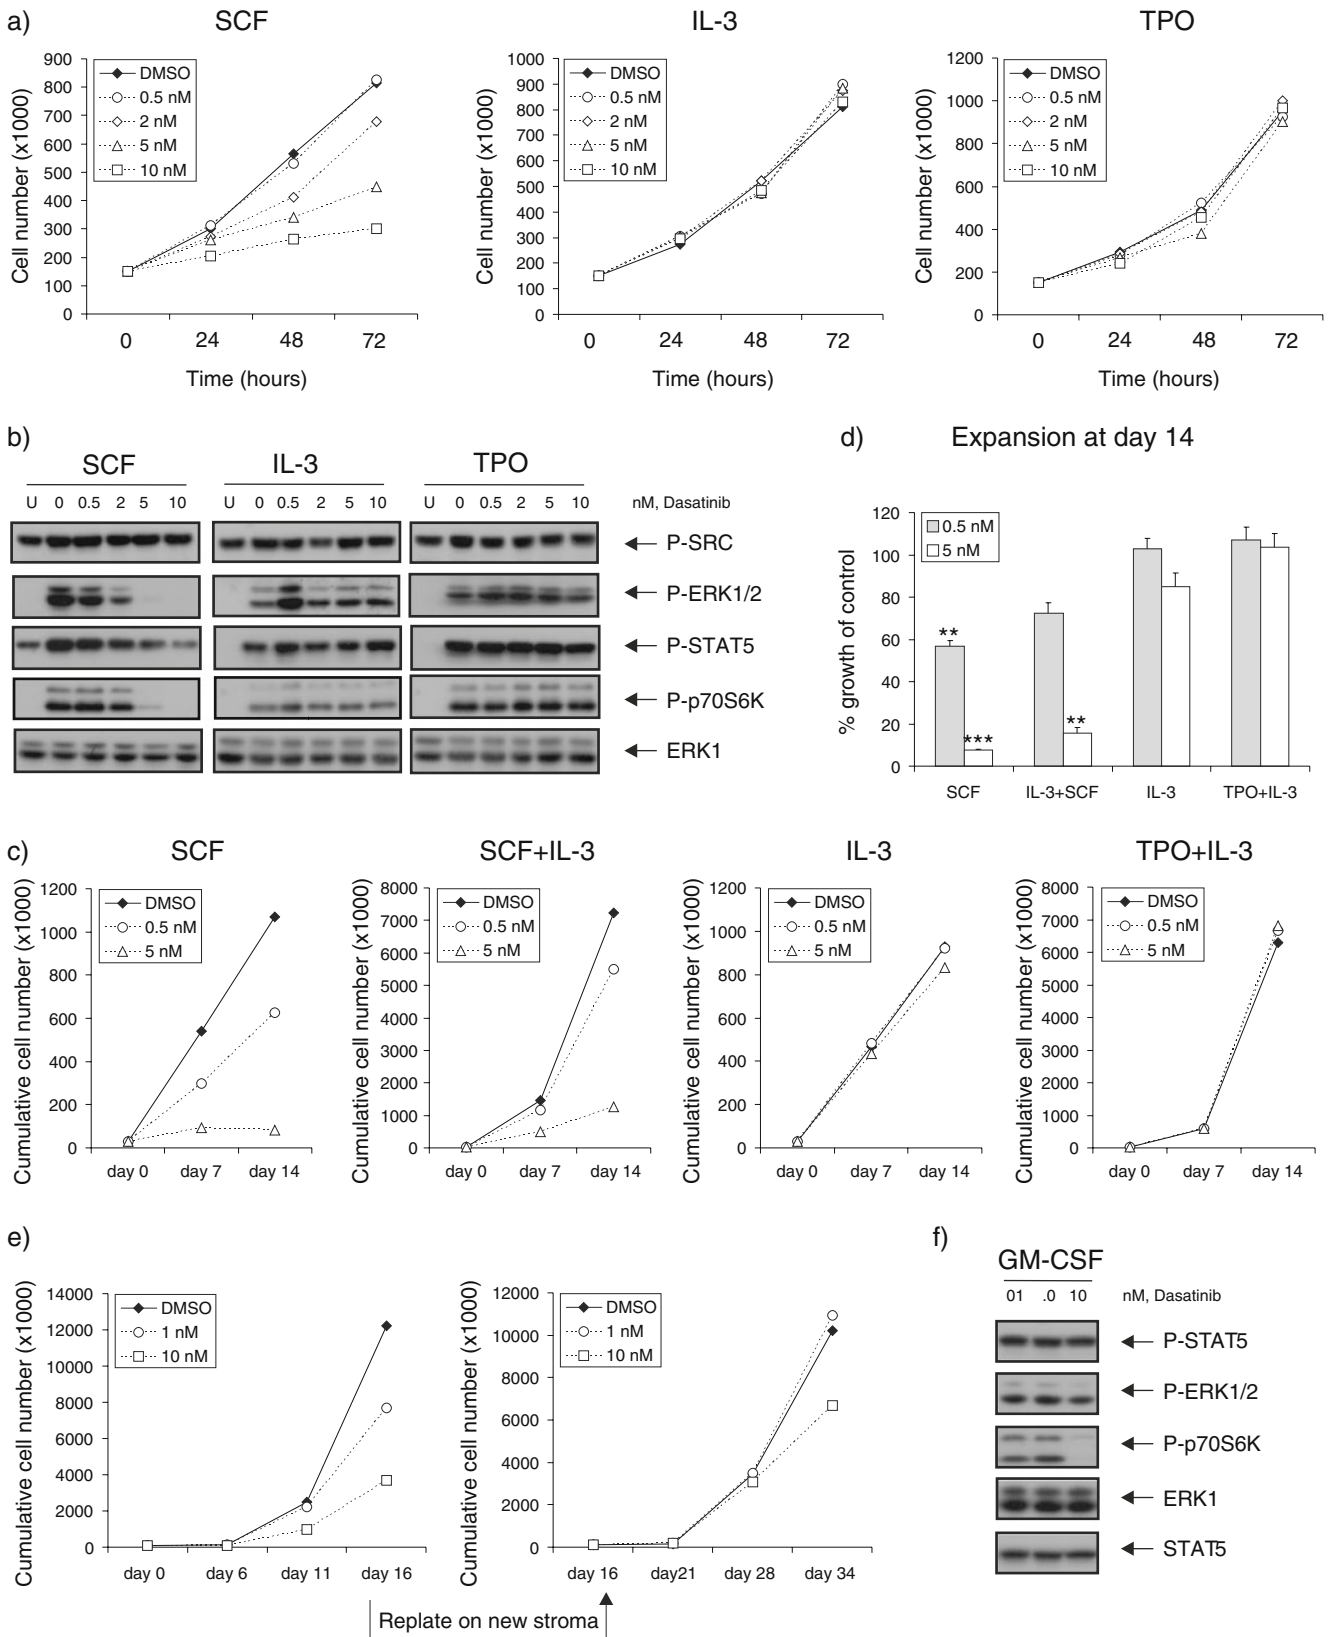 a)
SCF
Cell number (x1000)
900
800
700
600
500
400
300
200
100
0
DMSO
0.5 nM
2 nM
5 nM
10 nM
0 24 48 72
Time (hours)
IL-3
Cell number (x1000)
1000
900
800
700
600
500
400
300
200
100
0
DMSO
0.5 nM
2 nM
5 nM
10 nM
0 24 48 72
Time (hours)
TPO
Cell number (x1000)
1200
1000
800
600
400
200
0
DMSO
0.5 nM
2 nM
5 nM
10 nM
0 24 48 72
Time (hours)
b)
SCF IL-3 TPO
U 0 0.5 2 5 10 U 0 0.5 2 5 10 U 0 0.5 2 5 10 nM, Dasatinib
P-SRC
P-ERK1/2
P-STAT5
P-p70S6K
ERK1
d)
Expansion at day 14
% growth of control
120
100
80
60
40
20
0
0.5 nM
5 nM
**
***
**
SCF IL-3+SCF IL-3 TPO+IL-3
c)
SCF
Cumulative cell number (x1000)
1200
1000
800
600
400
200
0
DMSO
0.5 nM
5 nM
day 0 day 7 day 14
SCF+IL-3
Cumulative cell number (x1000)
8000
7000
6000
5000
4000
3000
2000
1000
0
DMSO
0.5 nM
5 nM
day 0 day 7 day 14
IL-3
Cumulative cell number (x1000)
1200
1000
800
600
400
200
0
DMSO
0.5 nM
5 nM
day 0 day 7 day 14
TPO+IL-3
Cumulative cell number (x1000)
8000
7000
6000
5000
4000
3000
2000
1000
0
DMSO
0.5 nM
5 nM
day 0 day 7 day 14
e)
Cumulative cell number (x1000)
14000
12000
10000
8000
6000
4000
2000
0
DMSO
1 nM
10 nM
day 0 day 6 day 11 day 16
Cumulative cell number (x1000)
12000
10000
8000
6000
4000
2000
0
DMSO
1 nM
10 nM
day 16 day21 day 28 day 34
Replate on new stroma
f)
GM-CSF
01 .0 10 nM, Dasatinib
P-STAT5
P-ERK1/2
P-p70S6K
ERK1
STAT5